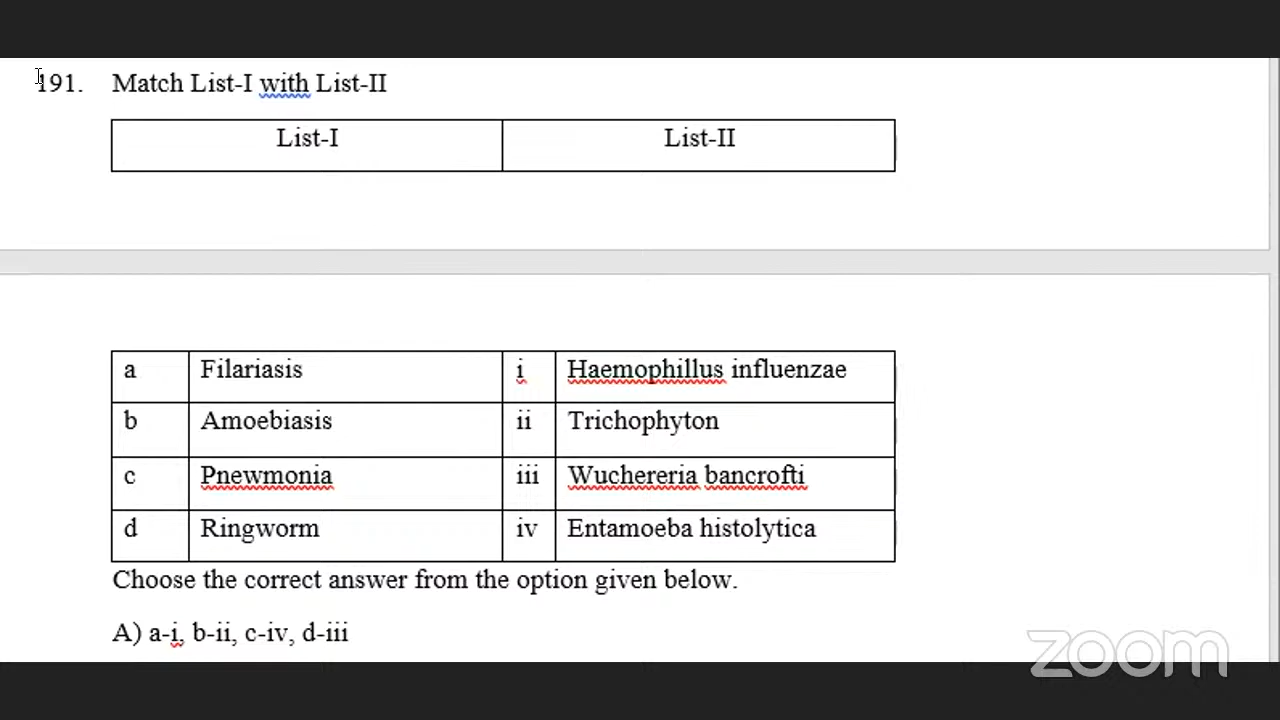 191. Match List-I with List-II
List-I List-II
a Filariasis i Haemophillus influenzae
b Amoebiasis ii Trichophyton
c Pnewmonia iii Wuchereria bancrofti
d Ringworm iv Entamoeba histolytica
Choose the correct answer from the option given below.
A) a-i, b-ii, c-iv, d-iii
zoom